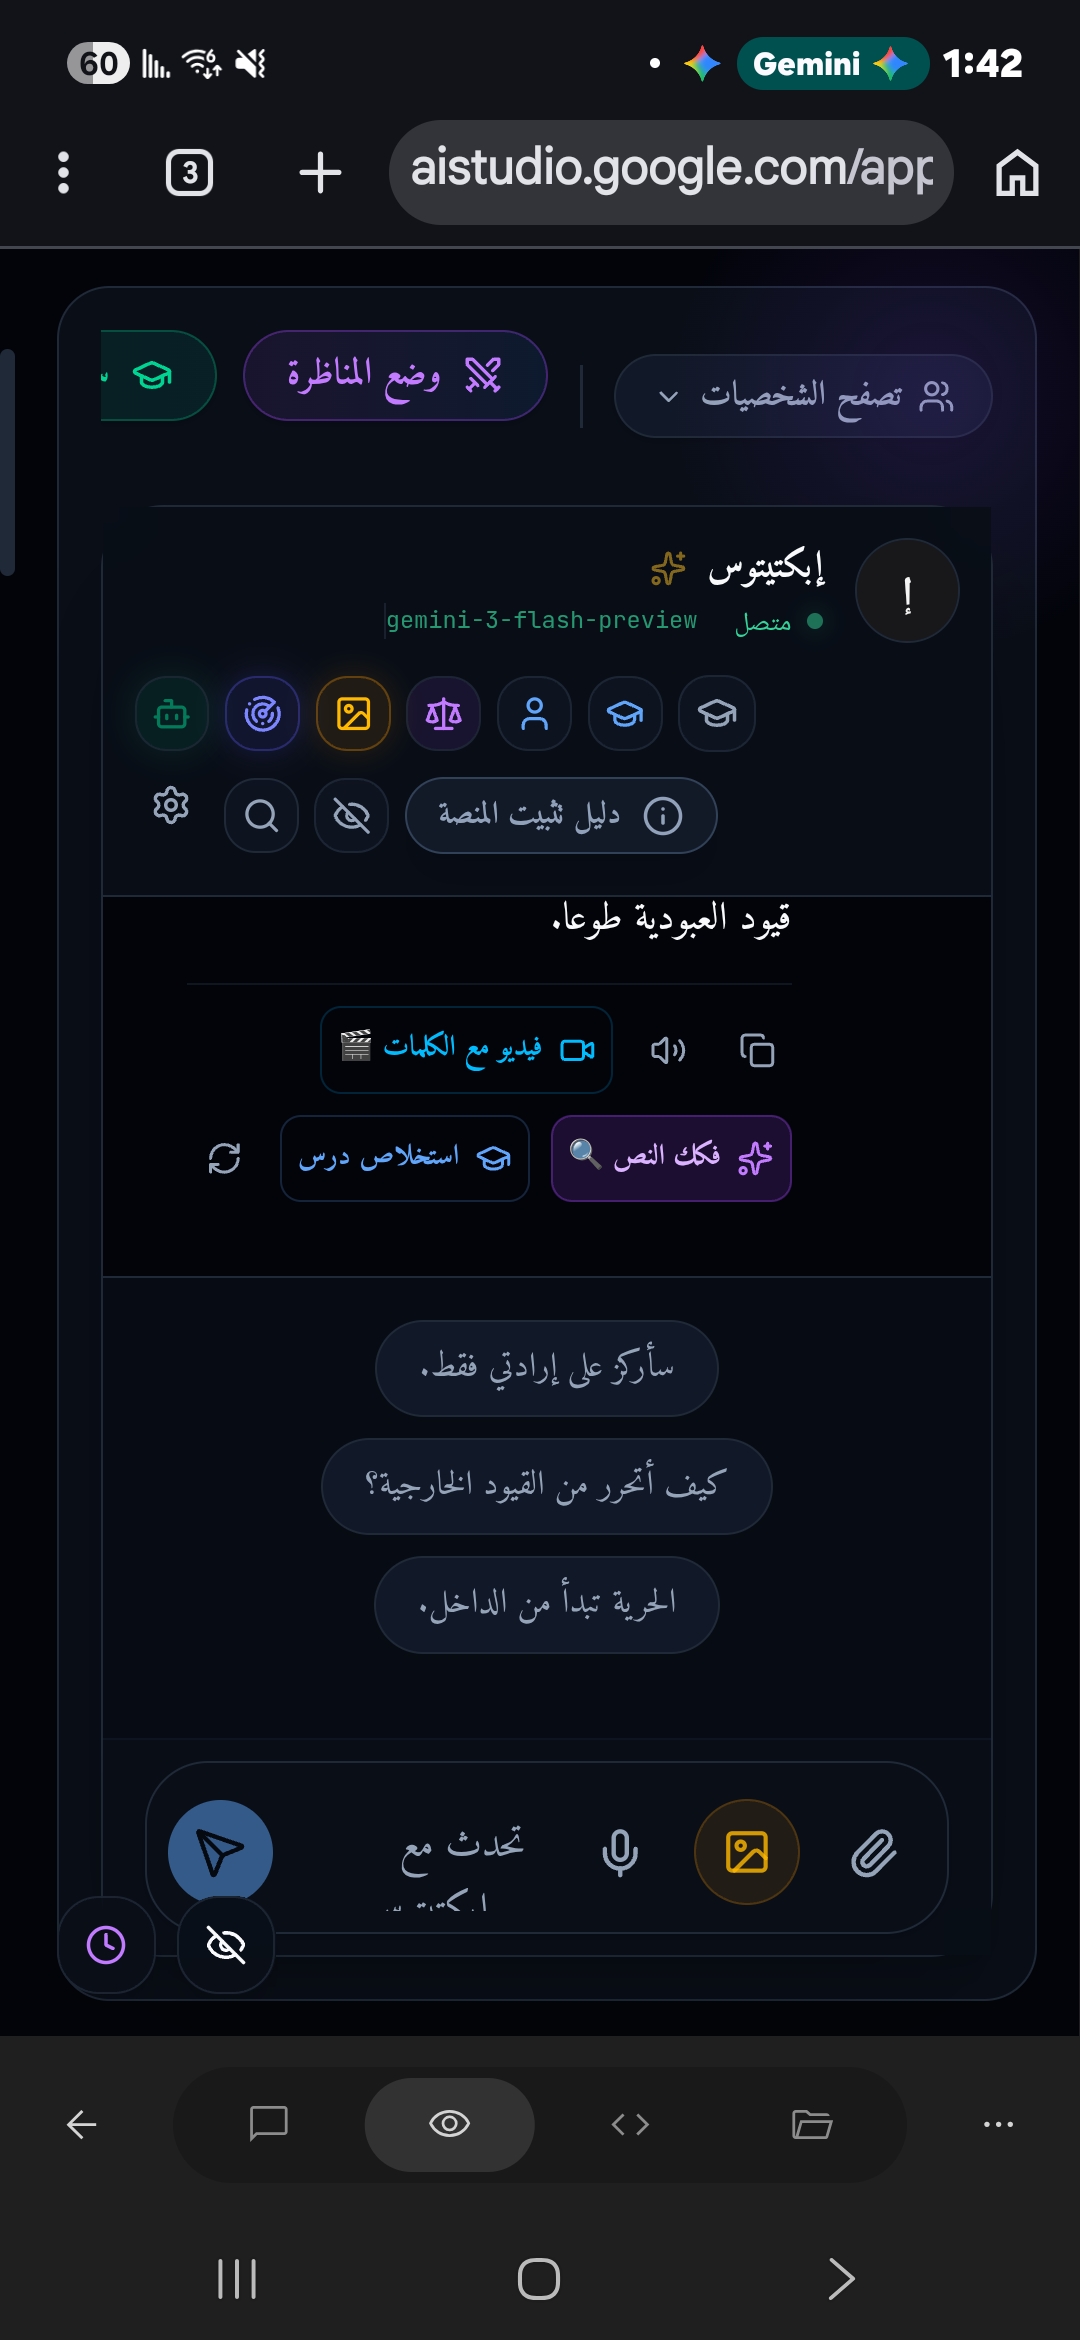 60
Gemini
1:42
3
aistudio.google.com/app
تصفح الشخصيات
وضع المناظرة
إ
إبكتيتوس
متصل
gemini-3-flash-preview
دليل تثبيت المنصة
قيود العبودية طوعا.
فيديو مع الكلمات
فكك النص
استخلاص درس
سأركز على إرادتي فقط.
كيف أتحرر من القيود الخارجية؟
الحرية تبدأ من الداخل.
تحدث مع